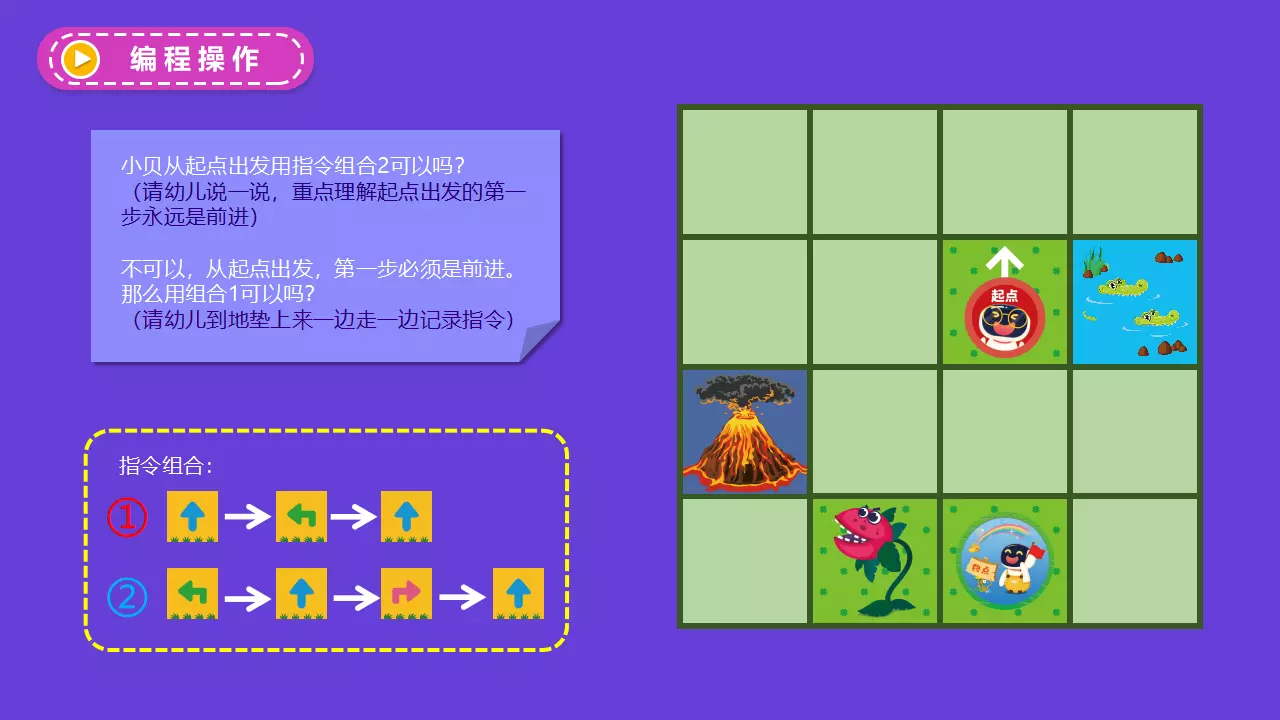 编程操作
小贝从起点出发用指令组合2可以吗?
（请幼儿说一说，重点理解起点出发的第一
步永远是前进）
不可以，从起点出发，第一步必须是前进。
那么用组合1可以吗?
（请幼儿到地垫上来一边走一边记录指令）
起点
指令组合:
①
②
终点